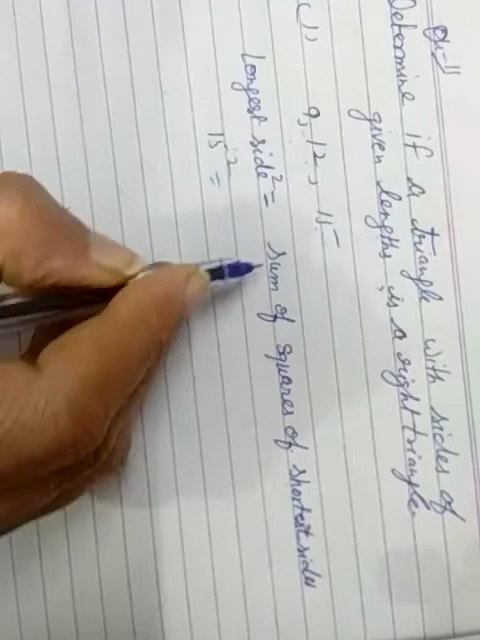 Q-11
Determine if a triangle with sides of
given lengths is a right triangle.
(1) 9, 12, 15
Longest side² = sum of squares of shortest sides
15² =